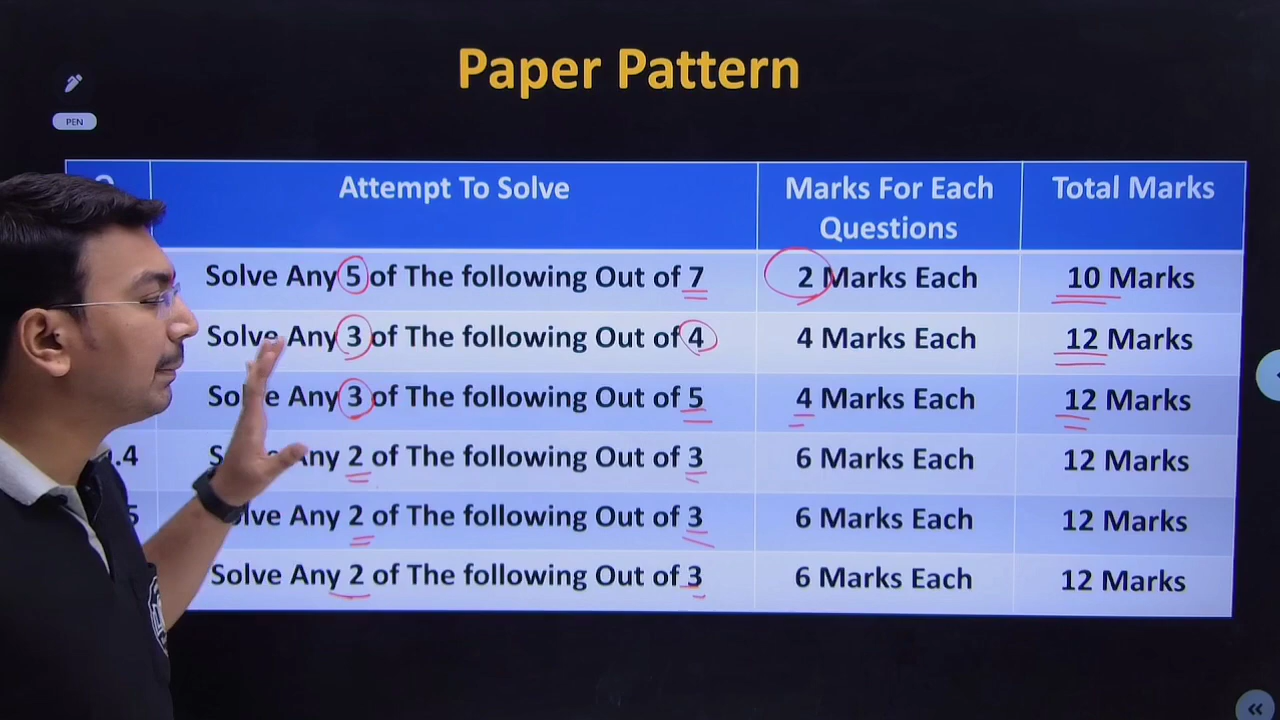 Paper Pattern
PEN
Attempt To Solve
Marks For Each Questions
Total Marks
Solve Any 5 of The following Out of 7
2 Marks Each
10 Marks
Solve Any 3 of The following Out of 4
4 Marks Each
12 Marks
Any 3 of The following Out of 5
4 Marks Each
12 Marks
.4
2 of The following Out of 3
6 Marks Each
12 Marks
5
Any 2 of The following Out of 3
6 Marks Each
12 Marks
Solve Any 2 of The following Out of 3
6 Marks Each
12 Marks